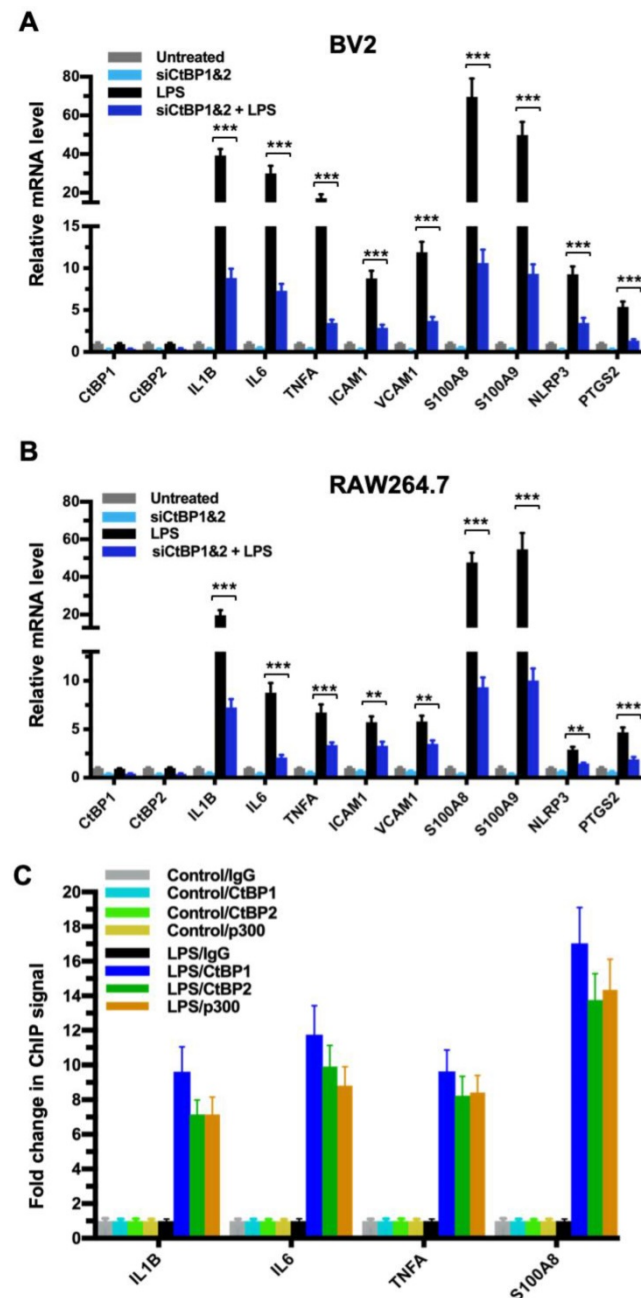 A
BV2
Untreated
siCtBP1&2
LPS
siCtBP1&2 + LPS
Relative mRNA level
80
60
40
20
15
10
5
0
***
***
***
***
***
***
***
***
***
CtBP1
CtBP2
IL1B
IL6
TNFA
ICAM1
VCAM1
S100A8
S100A9
NLRP3
PTGS2
B
RAW264.7
Untreated
siCtBP1&2
LPS
siCtBP1&2 + LPS
Relative mRNA level
80
60
40
20
10
5
0
***
***
***
**
**
***
***
**
***
CtBP1
CtBP2
IL1B
IL6
TNFA
ICAM1
VCAM1
S100A8
S100A9
NLRP3
PTGS2
C
Control/IgG
Control/CtBP1
Control/CtBP2
Control/p300
LPS/IgG
LPS/CtBP1
LPS/CtBP2
LPS/p300
Fold change in ChIP signal
20
18
16
14
12
10
8
6
4
2
0
IL1B
IL6
TNFA
S100A8